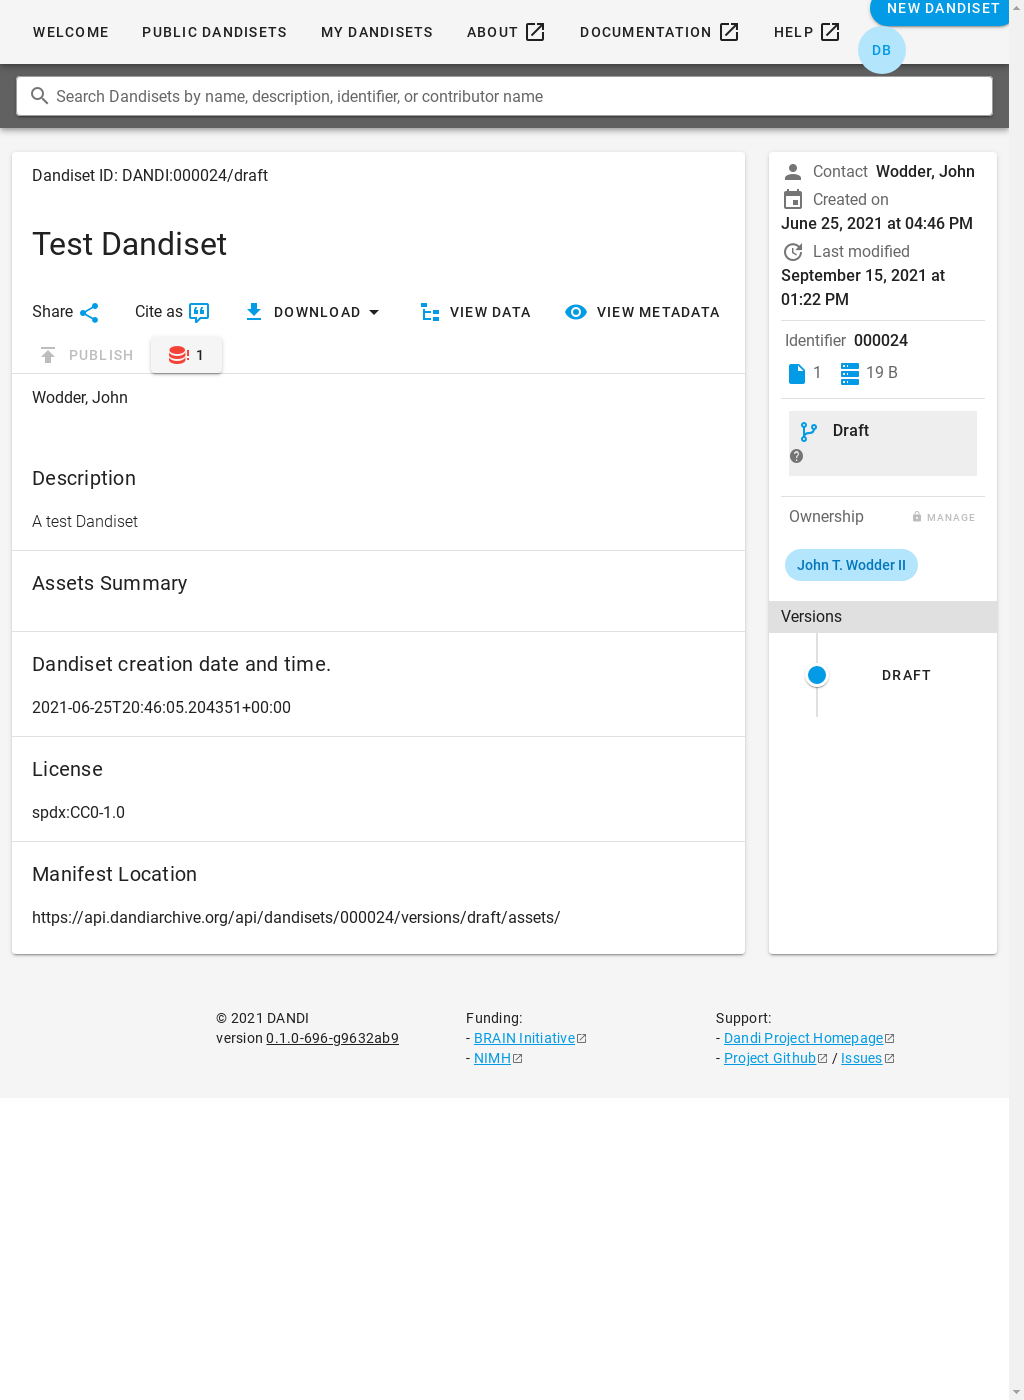 WELCOME PUBLIC DANDISETS MY DANDISETS ABOUT DOCUMENTATION HELP NEW DANDISET
DB
Search Dandisets by name, description, identifier, or contributor name
Dandiset ID: DANDI:000024/draft
Test Dandiset
Share Cite as DOWNLOAD VIEW DATA VIEW METADATA
PUBLISH 1
Wodder, John
Description
A test Dandiset
Assets Summary
Dandiset creation date and time.
2021-06-25T20:46:05.204351+00:00
License
spdx:CC0-1.0
Manifest Location
https://api.dandiarchive.org/api/dandisets/000024/versions/draft/assets/
Contact Wodder, John
Created on
June 25, 2021 at 04:46 PM
Last modified
September 15, 2021 at
01:22 PM
Identifier 000024
1 19 B
Draft
Ownership MANAGE
John T. Wodder II
Versions
DRAFT
© 2021 DANDI
version 0.1.0-696-g9632ab9
Funding:
- BRAIN Initiative
- NIMH
Support:
- Dandi Project Homepage
- Project Github / Issues